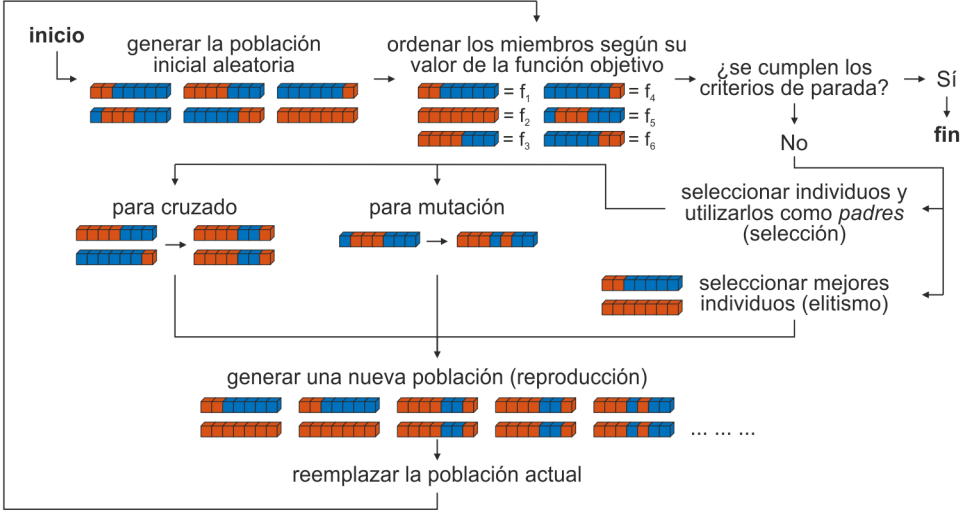 inicio
generar la población
inicial aleatoria
ordenar los miembros según su
valor de la función objetivo
= f1
= f2
= f3
= f4
= f5
= f6
¿se cumplen los
criterios de parada?
Sí
fin
No
seleccionar individuos y
utilizarlos como padres
(selección)
para cruzado
para mutación
seleccionar mejores
individuos (elitismo)
generar una nueva población (reproducción)
... ... ...
reemplazar la población actual